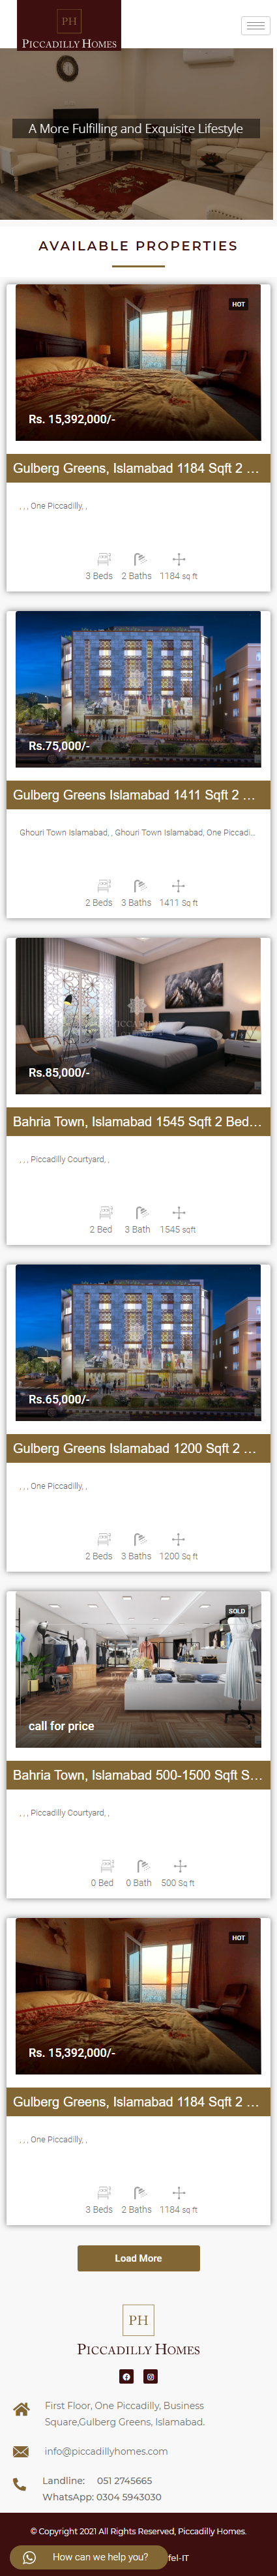 PH
PICCADILLY HOMES
A More Fulfilling and Exquisite Lifestyle
AVAILABLE PROPERTIES
HOT
Rs. 15,392,000/-
Gulberg Greens, Islamabad 1184 Sqft 2 ...
, , , One Piccadilly, ,
3 Beds 2 Baths 1184 sq ft
Rs.75,000/-
Gulberg Greens Islamabad 1411 Sqft 2 ...
Ghouri Town Islamabad, , Ghouri Town Islamabad, One Piccadi...
2 Beds 3 Baths 1411 Sq ft
Rs.85,000/-
Bahria Town, Islamabad 1545 Sqft 2 Bed...
, , , Piccadilly Courtyard, ,
2 Bed 3 Bath 1545 sqft
Rs.65,000/-
Gulberg Greens Islamabad 1200 Sqft 2 ...
, , , One Piccadilly, ,
2 Beds 3 Baths 1200 Sq ft
SOLD
call for price
Bahria Town, Islamabad 500-1500 Sqft S...
, , , Piccadilly Courtyard, ,
0 Bed 0 Bath 500 Sq ft
HOT
Rs. 15,392,000/-
Gulberg Greens, Islamabad 1184 Sqft 2 ...
, , , One Piccadilly, ,
3 Beds 2 Baths 1184 sq ft
Load More
PH
PICCADILLY HOMES
First Floor, One Piccadilly, Business
Square,Gulberg Greens, Islamabad.
info@piccadillyhomes.com
Landline: 051 2745665
WhatsApp: 0304 5943030
© Copyright 2021 All Rights Reserved, Piccadilly Homes.
How can we help you?
fel-IT